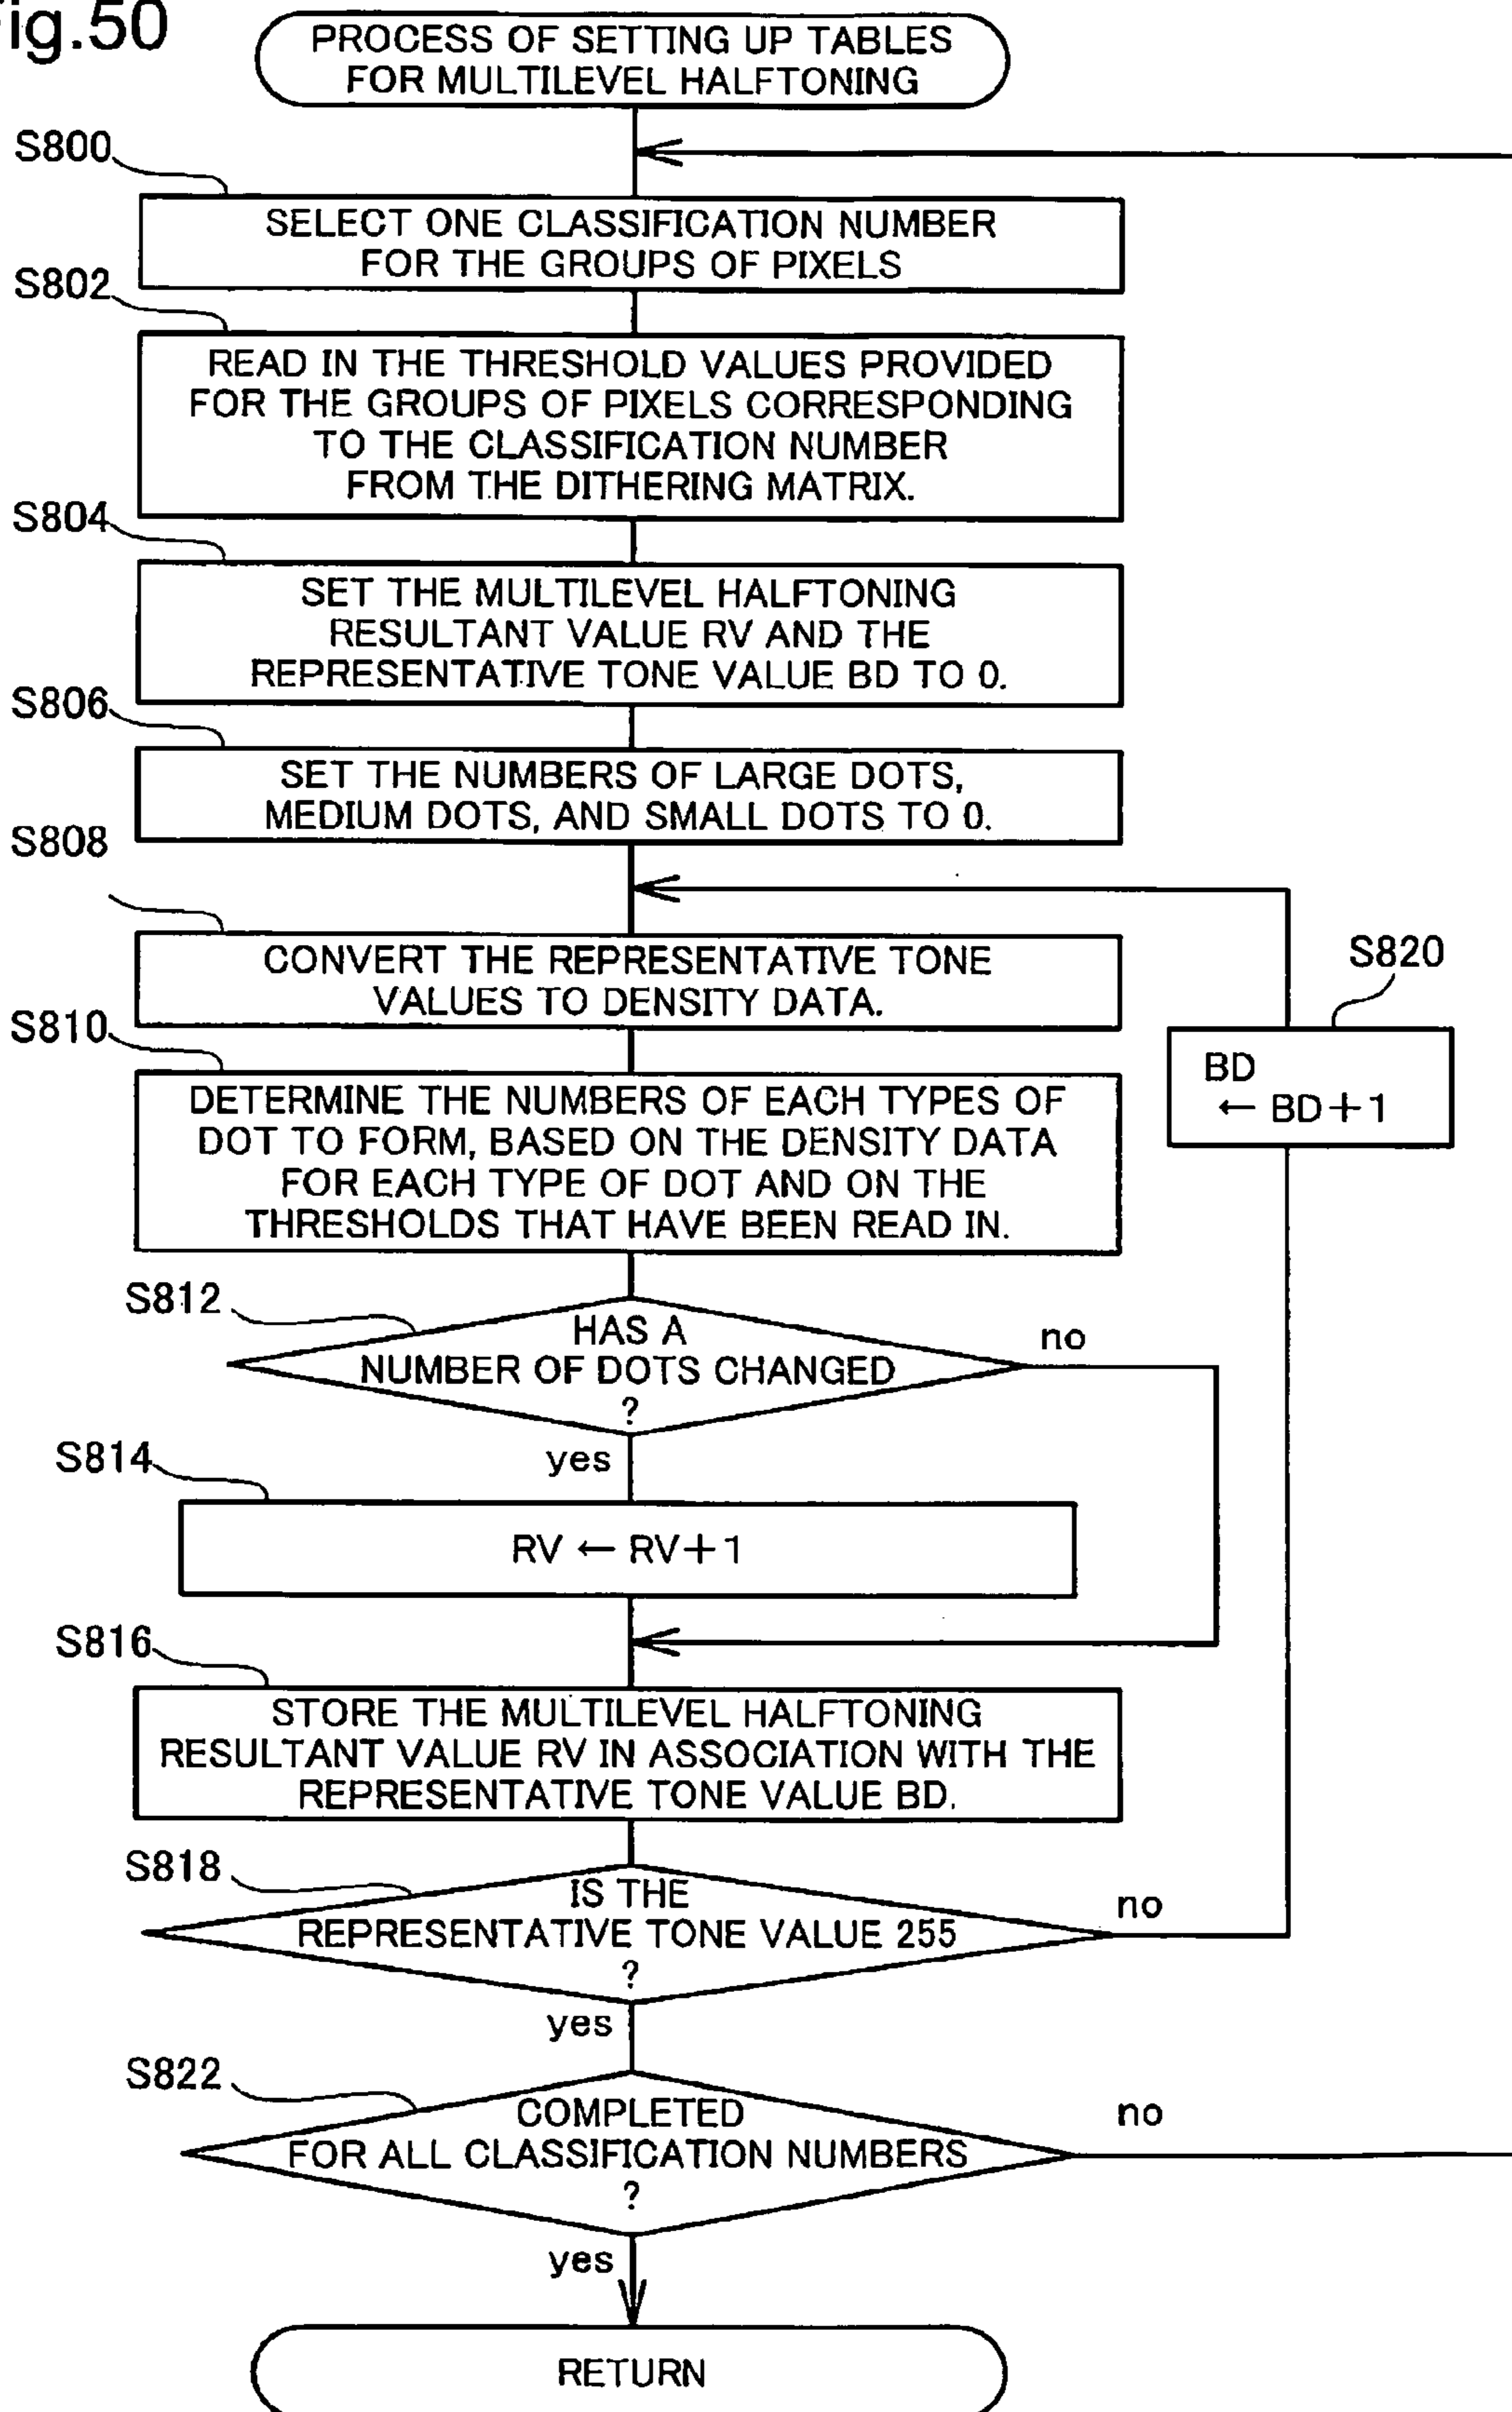 Fig.50
PROCESS OF SETTING UP TABLES
FOR MULTILEVEL HALFTONING
S800
SELECT ONE CLASSIFICATION NUMBER
FOR THE GROUPS OF PIXELS
S802
READ IN THE THRESHOLD VALUES PROVIDED
FOR THE GROUPS OF PIXELS CORRESPONDING
TO THE CLASSIFICATION NUMBER
FROM THE DITHERING MATRIX.
S804
SET THE MULTILEVEL HALFTONING
RESULTANT VALUE RV AND THE
REPRESENTATIVE TONE VALUE BD TO 0.
S806
SET THE NUMBERS OF LARGE DOTS,
MEDIUM DOTS, AND SMALL DOTS TO 0.
S808
CONVERT THE REPRESENTATIVE TONE
VALUES TO DENSITY DATA.
S820
BD
← BD+1
S810
DETERMINE THE NUMBERS OF EACH TYPES OF
DOT TO FORM, BASED ON THE DENSITY DATA
FOR EACH TYPE OF DOT AND ON THE
THRESHOLDS THAT HAVE BEEN READ IN.
S812
HAS A
NUMBER OF DOTS CHANGED
?
no
yes
S814
RV ← RV+1
S816
STORE THE MULTILEVEL HALFTONING
RESULTANT VALUE RV IN ASSOCIATION WITH THE
REPRESENTATIVE TONE VALUE BD.
S818
IS THE
REPRESENTATIVE TONE VALUE 255
?
no
yes
S822
COMPLETED
FOR ALL CLASSIFICATION NUMBERS
?
no
yes
RETURN